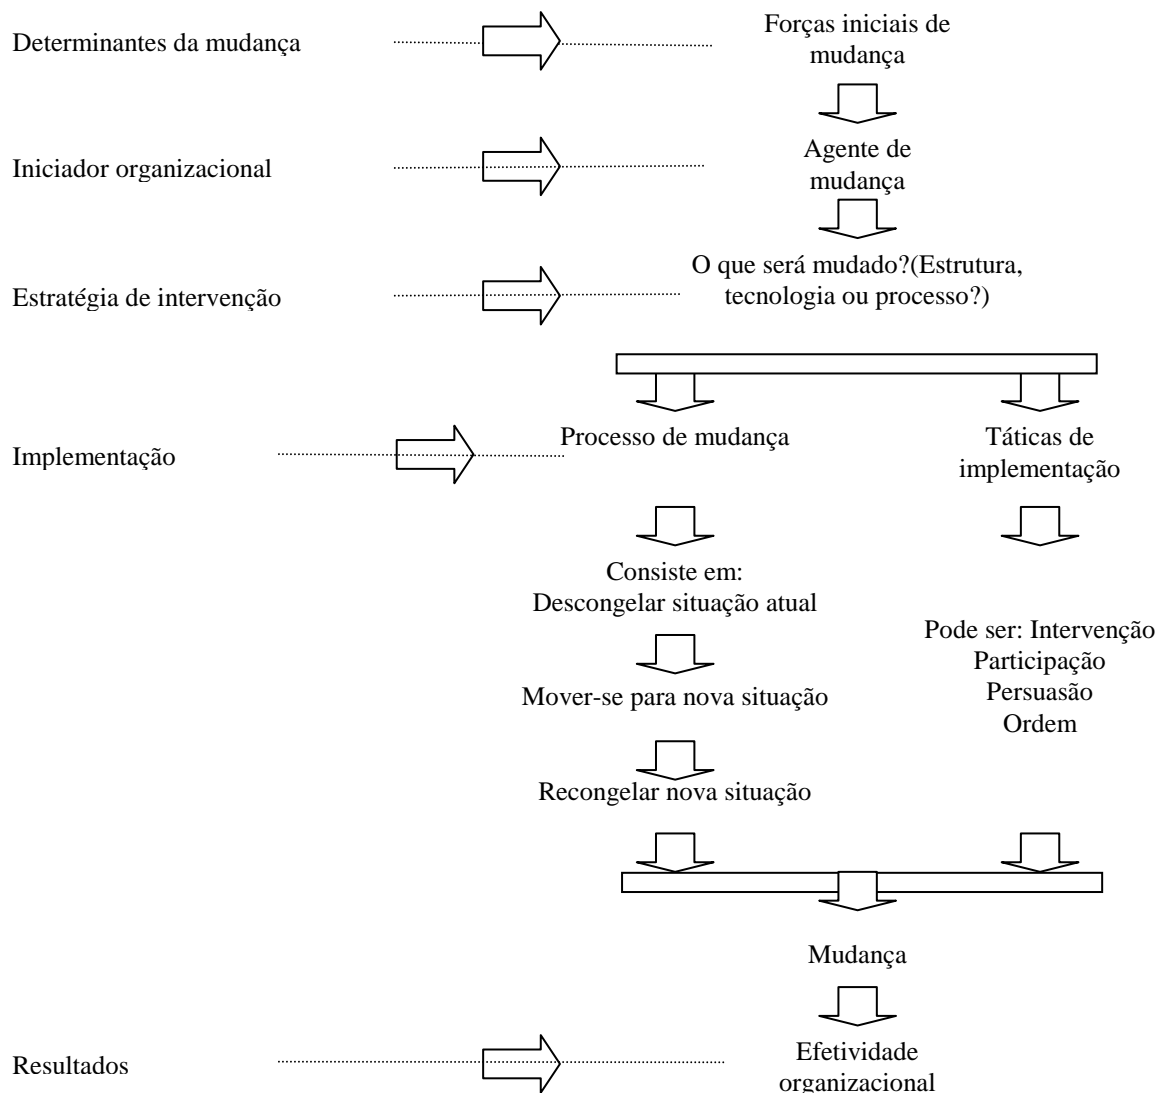 Determinantes da mudança
Forças iniciais de
mudança
Iniciador organizacional
Agente de
mudança
Estratégia de intervenção
O que será mudado?(Estrutura,
tecnologia ou processo?)
Implementação
Processo de mudança
Táticas de
implementação
Consiste em:
Descongelar situação atual
Mover-se para nova situação
Recongelar nova situação
Pode ser: Intervenção
Participação
Persuasão
Ordem
Mudança
Resultados
Efetividade
organizacional